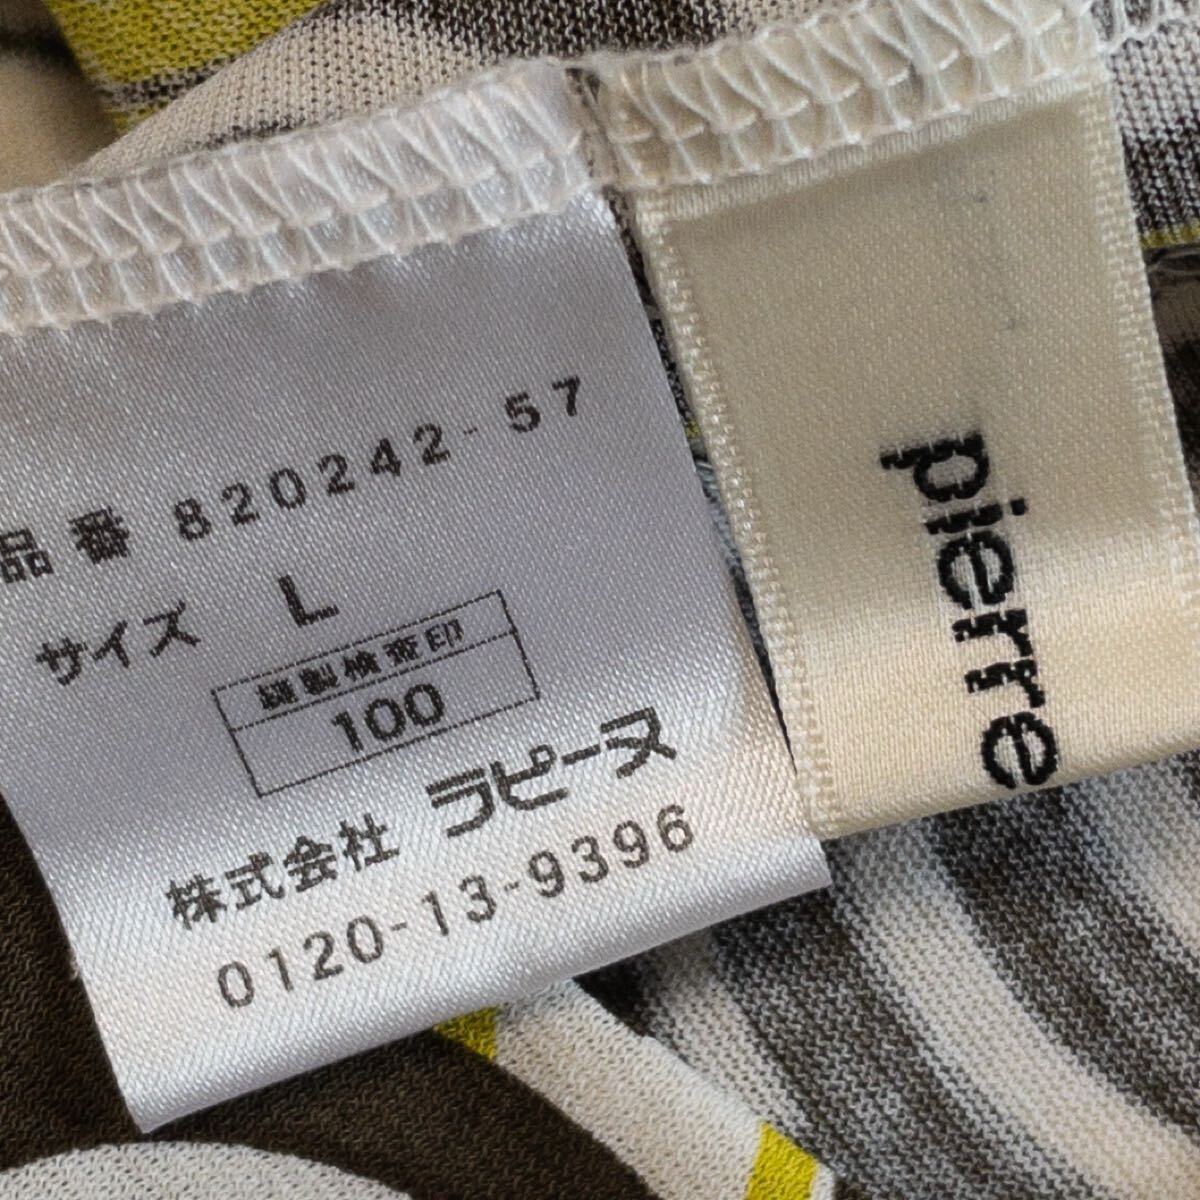 品番 820242-57
サイズ L
縫製検査印
100
株式会社 ラピーヌ
0120-13-9396
pierre